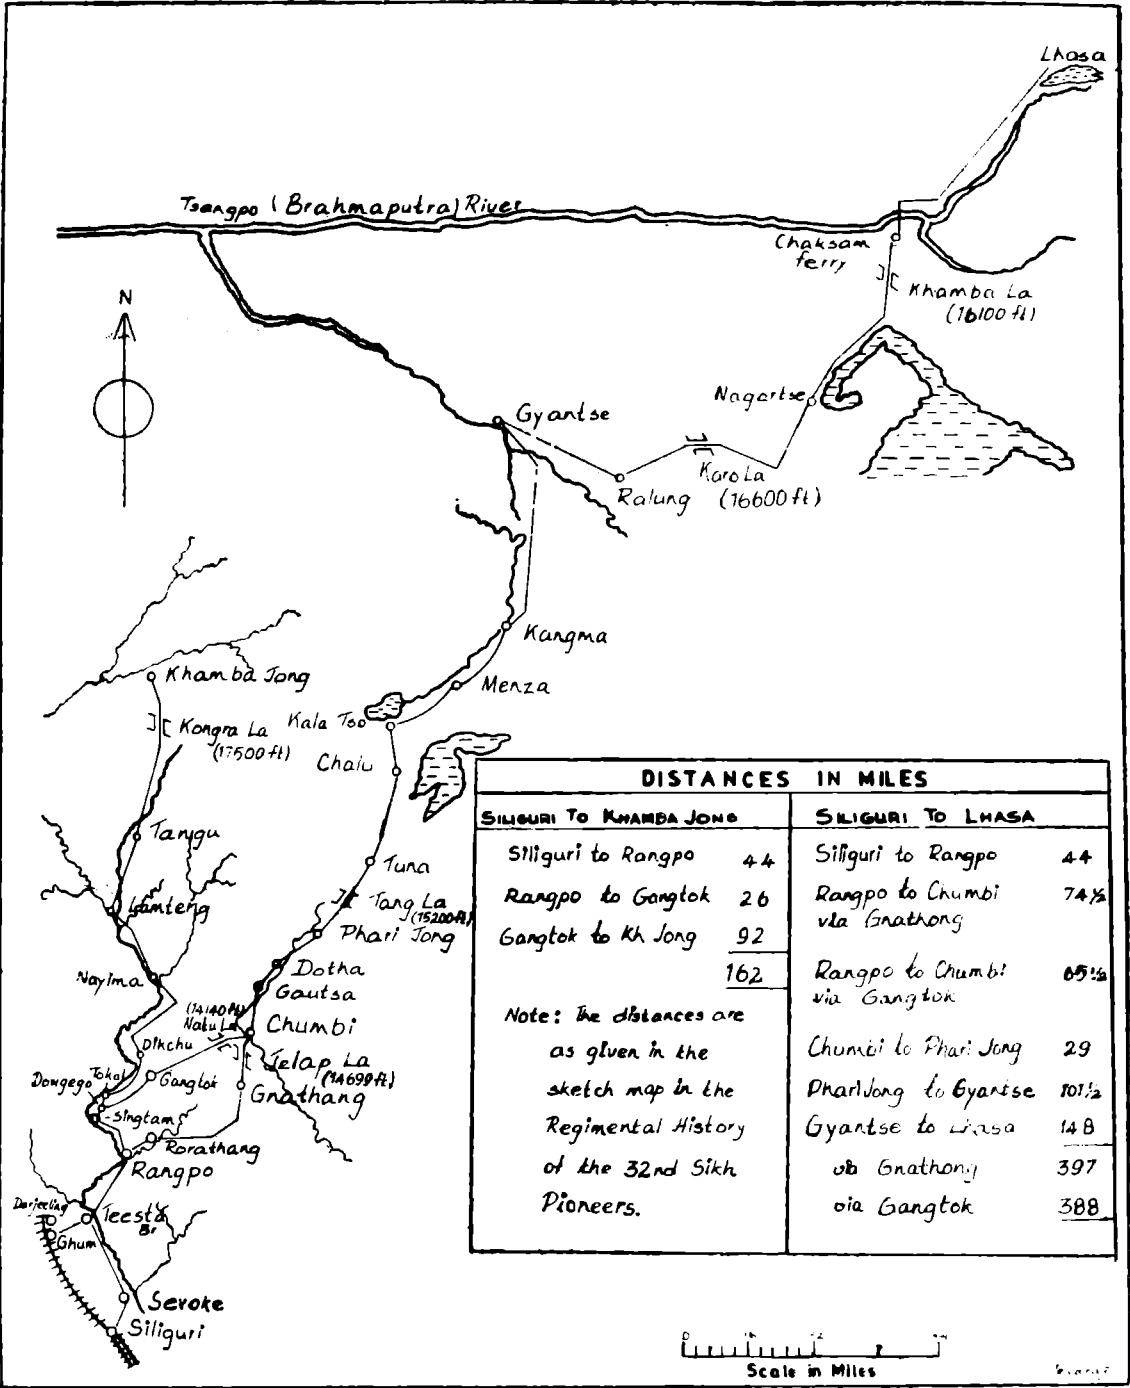 Lhasa
Tsangpo (Brahmaputra) River
Chaksam
ferry
Khamba La
(16100 ft)
N
Nagartse
Gyantse
Karo La
(16600 ft)
Ralung
Kangma
Khamba Jong
Menza
Kongra La
(17500 ft)
Kala Tso
Chalu
Tangu
Tuna
Lamteng
Tang La
(15200 ft)
Phari Jong
Nayima
Dotha
Gautsa
(14140 ft)
Natu La
Chumbi
Dikchu
Jelap La
(14690 ft)
Dowgego
Tokal
Gangtok
Gnathang
Singtam
Rorathang
Rangpo
Darjeeling
Teesta
Br
Ghum
Sevoke
Siliguri
DISTANCES IN MILES
SILIGURI TO KHAMBA JONG
Siliguri to Rangpo 44
Rangpo to Gangtok 26
Gangtok to Kh Jong 92
162
Note: The distances are
as given in the
sketch map in the
Regimental History
of the 32nd Sikh
Pioneers.
SILIGURI TO LHASA
Siliguri to Rangpo 44
Rangpo to Chumbi 74½
via Gnathong
Rangpo to Chumbi 65½
via Gangtok
Chumbi to Phari Jong 29
Phari Jong to Gyantse 101½
Gyantse to Lhasa 148
via Gnathong 397
via Gangtok 388
Scale in Miles